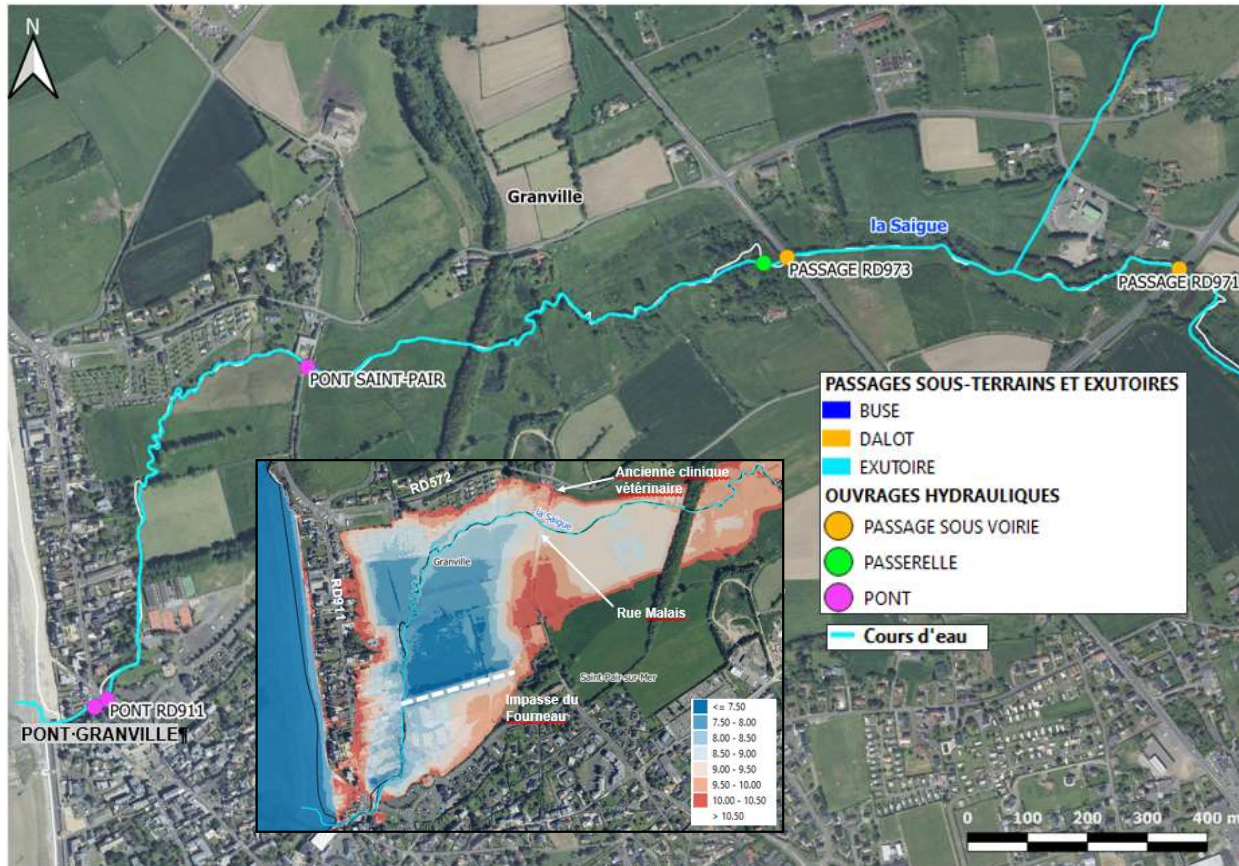 N
Granville
la Saigue
PASSAGE RD973
PASSAGE RD971
PONT SAINT-PAIR
PONT RD911
PONT·GRANVILLE¶
PASSAGES SOUS-TERRAINS ET EXUTOIRES
BUSE
DALOT
EXUTOIRE
OUVRAGES HYDRAULIQUES
PASSAGE SOUS VOIRIE
PASSERELLE
PONT
Cours d'eau
RD572
Ancienne clinique
vétérinaire
la Saigue
Granville
RD911
Rue Malais
Saint-Pair-sur-Mer
Impasse du
Fourneau
<= 7.50
7.50 - 8.00
8.00 - 8.50
8.50 - 9.00
9.00 - 9.50
9.50 - 10.00
10.00 - 10.50
> 10.50
0 100 200 300 400 m